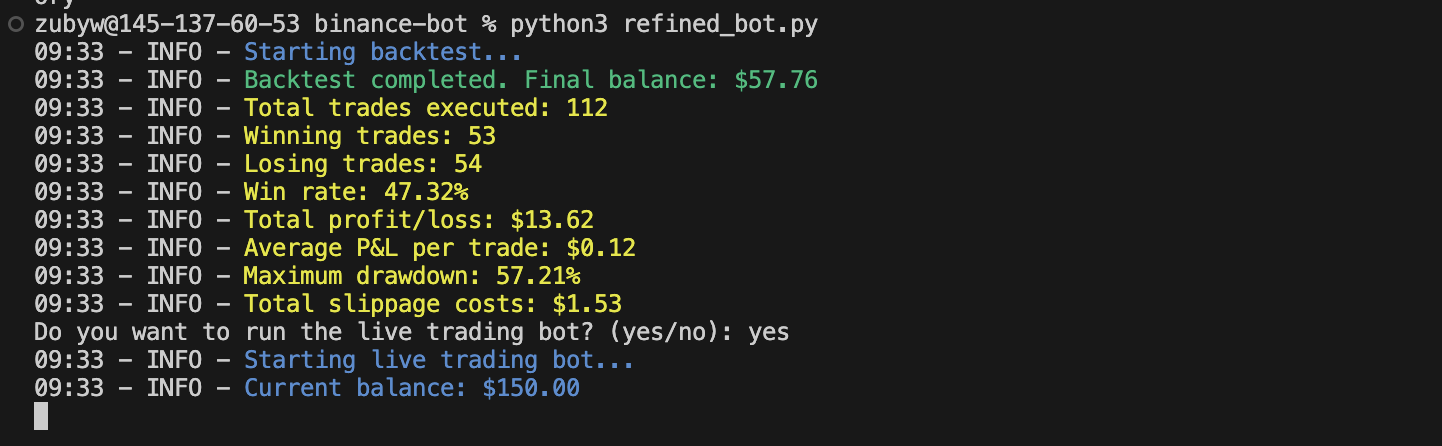 zubyw@145-137-60-53 binance-bot % python3 refined_bot.py
09:33 - INFO - Starting backtest...
09:33 - INFO - Backtest completed. Final balance: $57.76
09:33 - INFO - Total trades executed: 112
09:33 - INFO - Winning trades: 53
09:33 - INFO - Losing trades: 54
09:33 - INFO - Win rate: 47.32%
09:33 - INFO - Total profit/loss: $13.62
09:33 - INFO - Average P&L per trade: $0.12
09:33 - INFO - Maximum drawdown: 57.21%
09:33 - INFO - Total slippage costs: $1.53
Do you want to run the live trading bot? (yes/no): yes
09:33 - INFO - Starting live trading bot...
09:33 - INFO - Current balance: $150.00